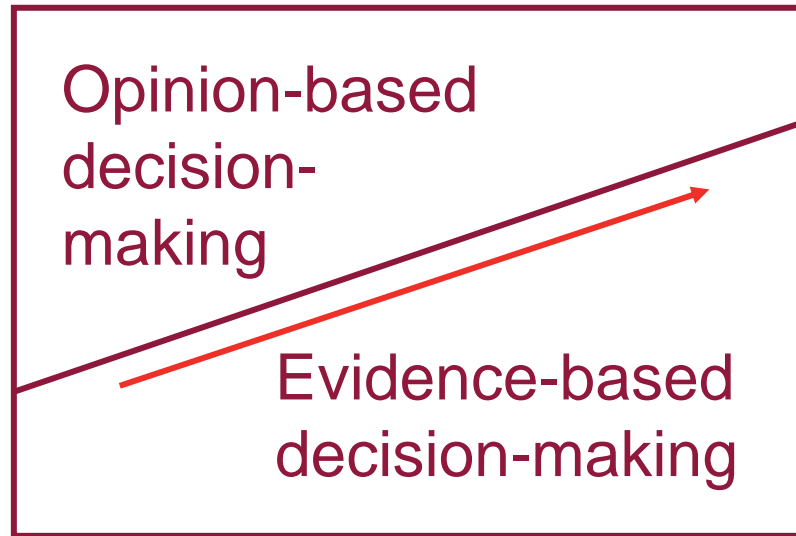 Opinion-based
decision-
making
Evidence-based
decision-making